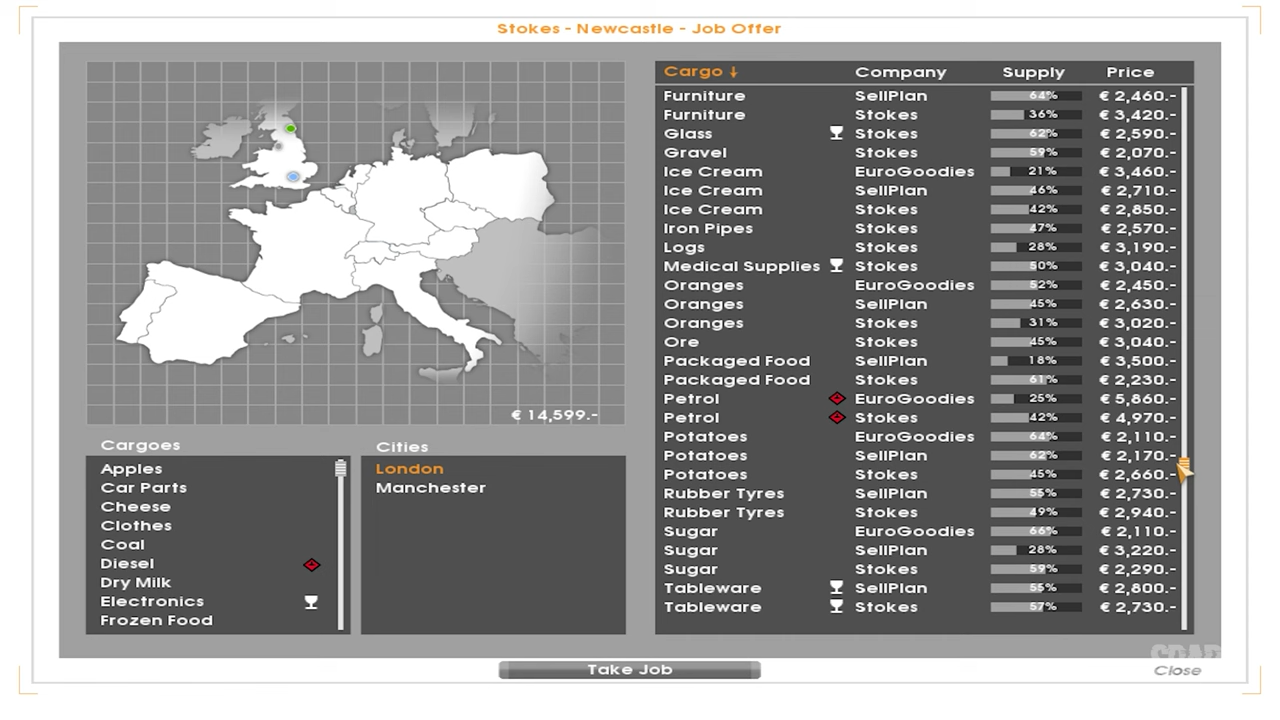 Stokes - Newcastle - Job Offer
Cargo ↓ Company Supply Price
Furniture SellPlan 64% € 2,460.-
Furniture Stokes 36% € 3,420.-
Glass Stokes 62% € 2,590.-
Gravel Stokes 59% € 2,070.-
Ice Cream EuroGoodies 21% € 3,460.-
Ice Cream SellPlan 46% € 2,710.-
Ice Cream Stokes 42% € 2,850.-
Iron Pipes Stokes 47% € 2,570.-
Logs Stokes 28% € 3,190.-
Medical Supplies Stokes 50% € 3,040.-
Oranges EuroGoodies 52% € 2,450.-
Oranges SellPlan 45% € 2,630.-
Oranges Stokes 31% € 3,020.-
Ore Stokes 45% € 3,040.-
Packaged Food SellPlan 18% € 3,500.-
Packaged Food Stokes 61% € 2,230.-
Petrol EuroGoodies 25% € 5,860.-
Petrol Stokes 42% € 4,970.-
Potatoes EuroGoodies 64% € 2,110.-
Potatoes SellPlan 62% € 2,170.-
Potatoes Stokes 45% € 2,660.-
Rubber Tyres SellPlan 55% € 2,730.-
Rubber Tyres Stokes 49% € 2,940.-
Sugar EuroGoodies 66% € 2,110.-
Sugar SellPlan 28% € 3,220.-
Sugar Stokes 59% € 2,290.-
Tableware SellPlan 55% € 2,800.-
Tableware Stokes 57% € 2,730.-
€ 14,599.-
Cargoes
Apples
Car Parts
Cheese
Clothes
Coal
Diesel
Dry Milk
Electronics
Frozen Food
Cities
London
Manchester
Take Job
Close